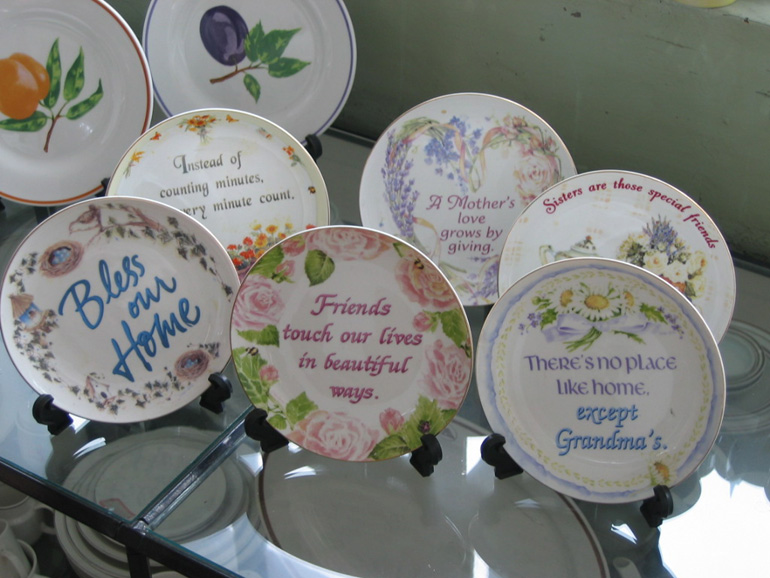 Instead of
counting minutes,
every minute count.
A Mother's
love
grows by
giving.
Sisters are those special friends
Bless
our
Home
Friends
touch our lives
in beautiful
ways.
There's no place
like home,
except
Grandma's.